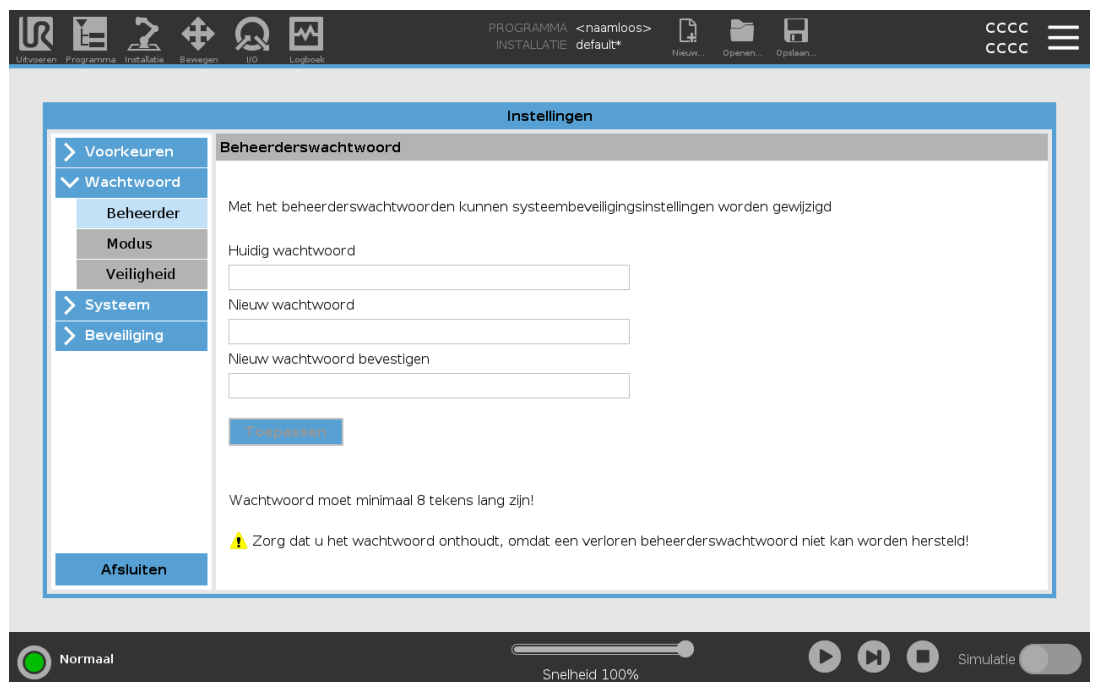 UR
PROGRAMMA <naamloos>
INSTALLATIE default*
cccc
cccc
Uitvoeren Programma Installatie Bewegen I/O Logboek Nieuw... Openen... Opslaan...
Instellingen
Voorkeuren
Wachtwoord
Beheerder
Modus
Veiligheid
Systeem
Beveiliging
Afsluiten
Beheerderswachtwoord
Met het beheerderswachtwoorden kunnen systeembeveiligingsinstellingen worden gewijzigd
Huidig wachtwoord
Nieuw wachtwoord
Nieuw wachtwoord bevestigen
Toepassen
Wachtwoord moet minimaal 8 tekens lang zijn!
Zorg dat u het wachtwoord onthoudt, omdat een verloren beheerderswachtwoord niet kan worden hersteld!
Normaal
Snelheid 100%
Simulatie